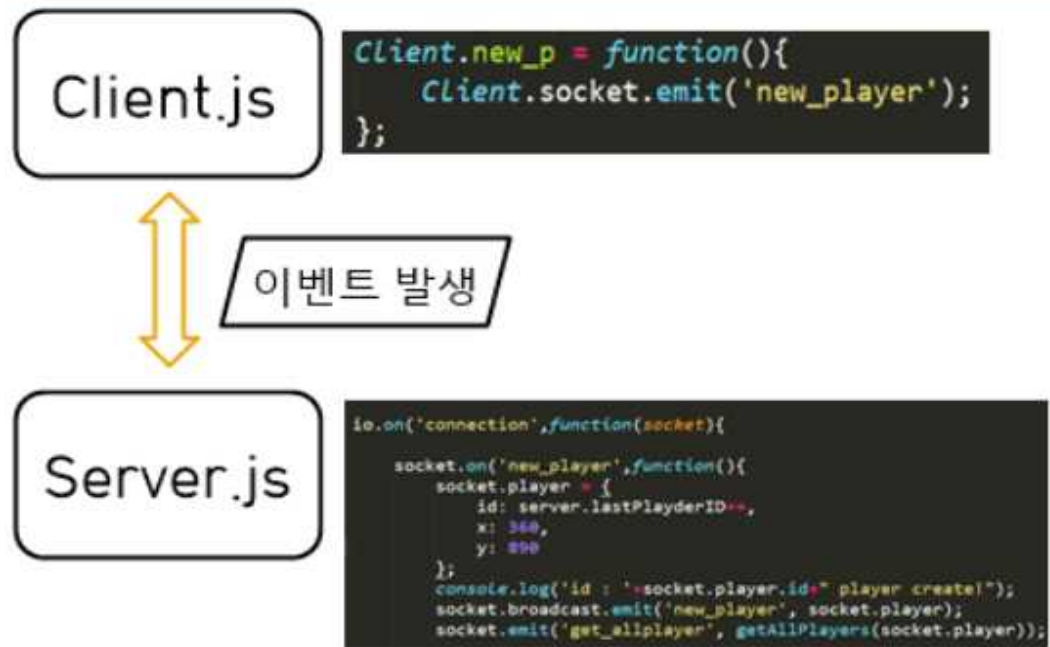 Client.js
Client.new_p = function(){
Client.socket.emit('new_player');
};
이벤트 발생
Server.js
io.on('connection',function(socket){
socket.on('new_player',function(){
socket.player = {
id: server.lastPlayderID++,
x: 360,
y: 890
};
console.log('id : '+socket.player.id+" player create!");
socket.broadcast.emit('new_player', socket.player);
socket.emit('get_allplayer', getAllPlayers(socket.player));